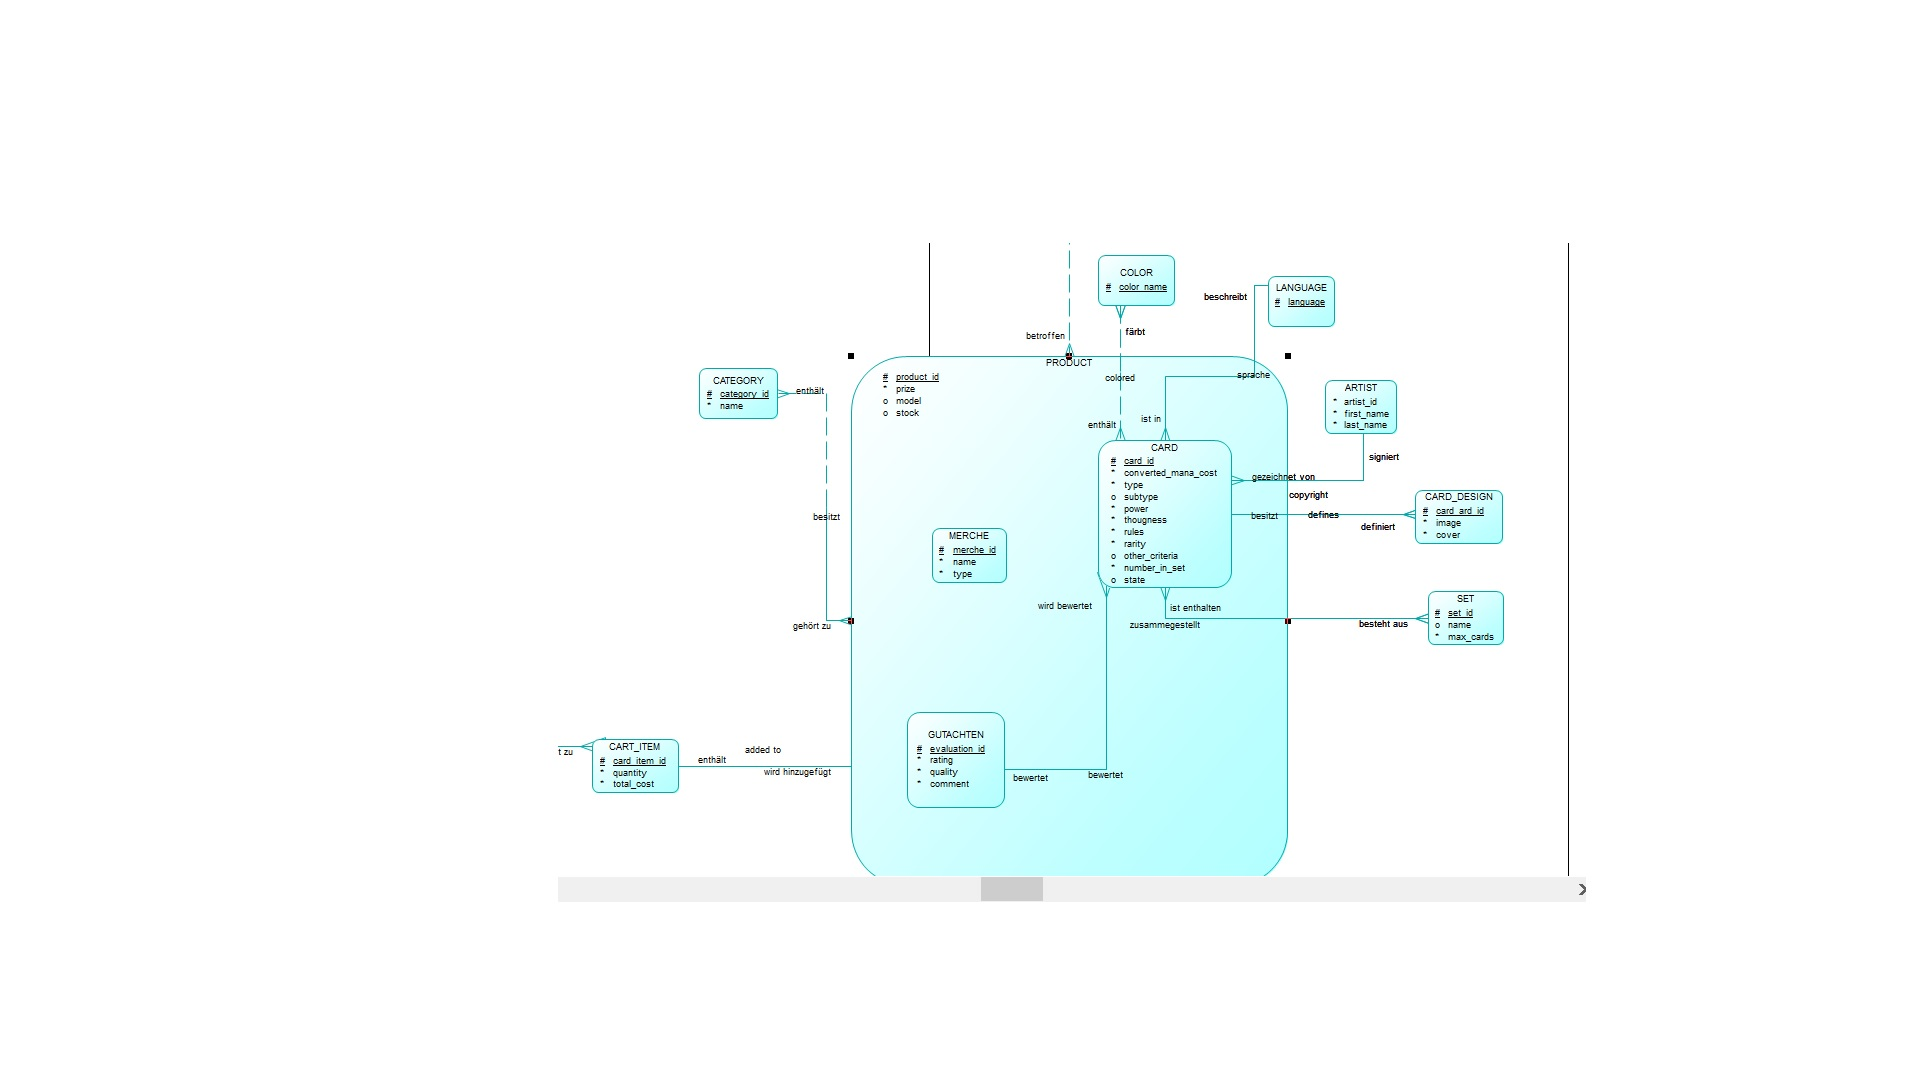 COLOR
# color_name
LANGUAGE
# language
beschreibt
färbt
betroffen
PRODUCT
# product_id
* prize
o model
o stock
colored
sprache
CATEGORY
# category_id
* name
enthält
ARTIST
* artist_id
* first_name
* last_name
ist in
enthält
signiert
CARD
# card_id
* converted_mana_cost
* type
o subtype
* power
* thougness
* rules
* rarity
o other_criteria
* number_in_set
o state
gezeichnet von
copyright
besitzt
defines
definiert
CARD_DESIGN
# card_ard_id
* image
* cover
besitzt
MERCHE
# merche_id
* name
* type
wird bewertet
ist enthalten
zusammegestellt
besteht aus
SET
# set_id
o name
* max_cards
gehört zu
GUTACHTEN
# evaluation_id
* rating
* quality
* comment
bewertet
bewertet
t zu
CART_ITEM
# card_item_id
* quantity
* total_cost
enthält
added to
wird hinzugefügt